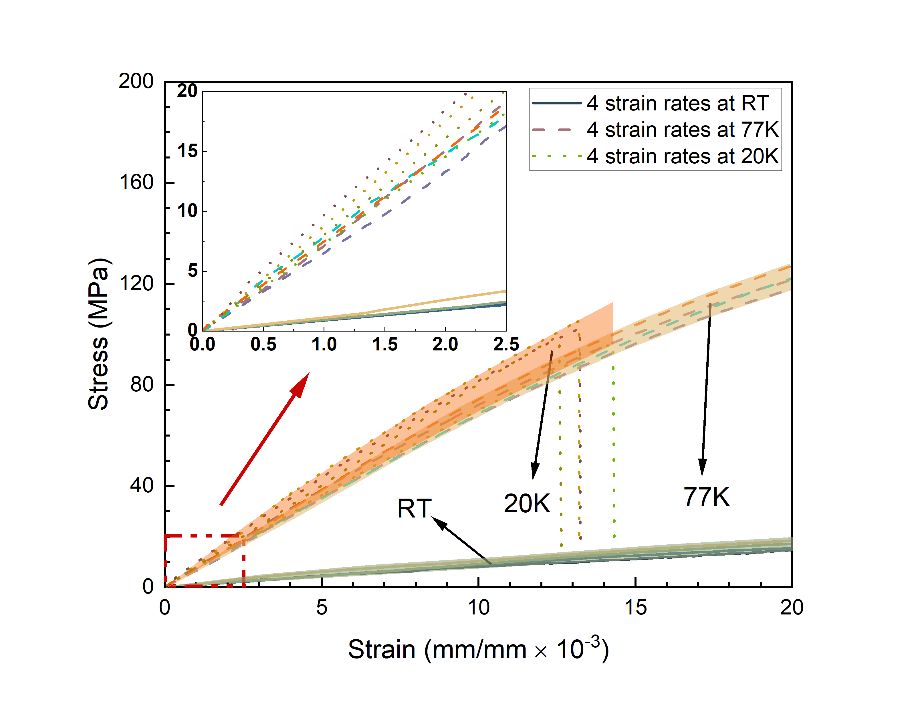 200
160
120
80
40
0
Stress (MPa)
20
15
10
5
0
0.0 0.5 1.0 1.5 2.0 2.5
4 strain rates at RT
4 strain rates at 77K
4 strain rates at 20K
RT
20K
77K
0 5 10 15 20
Strain (mm/mm × 10⁻³)